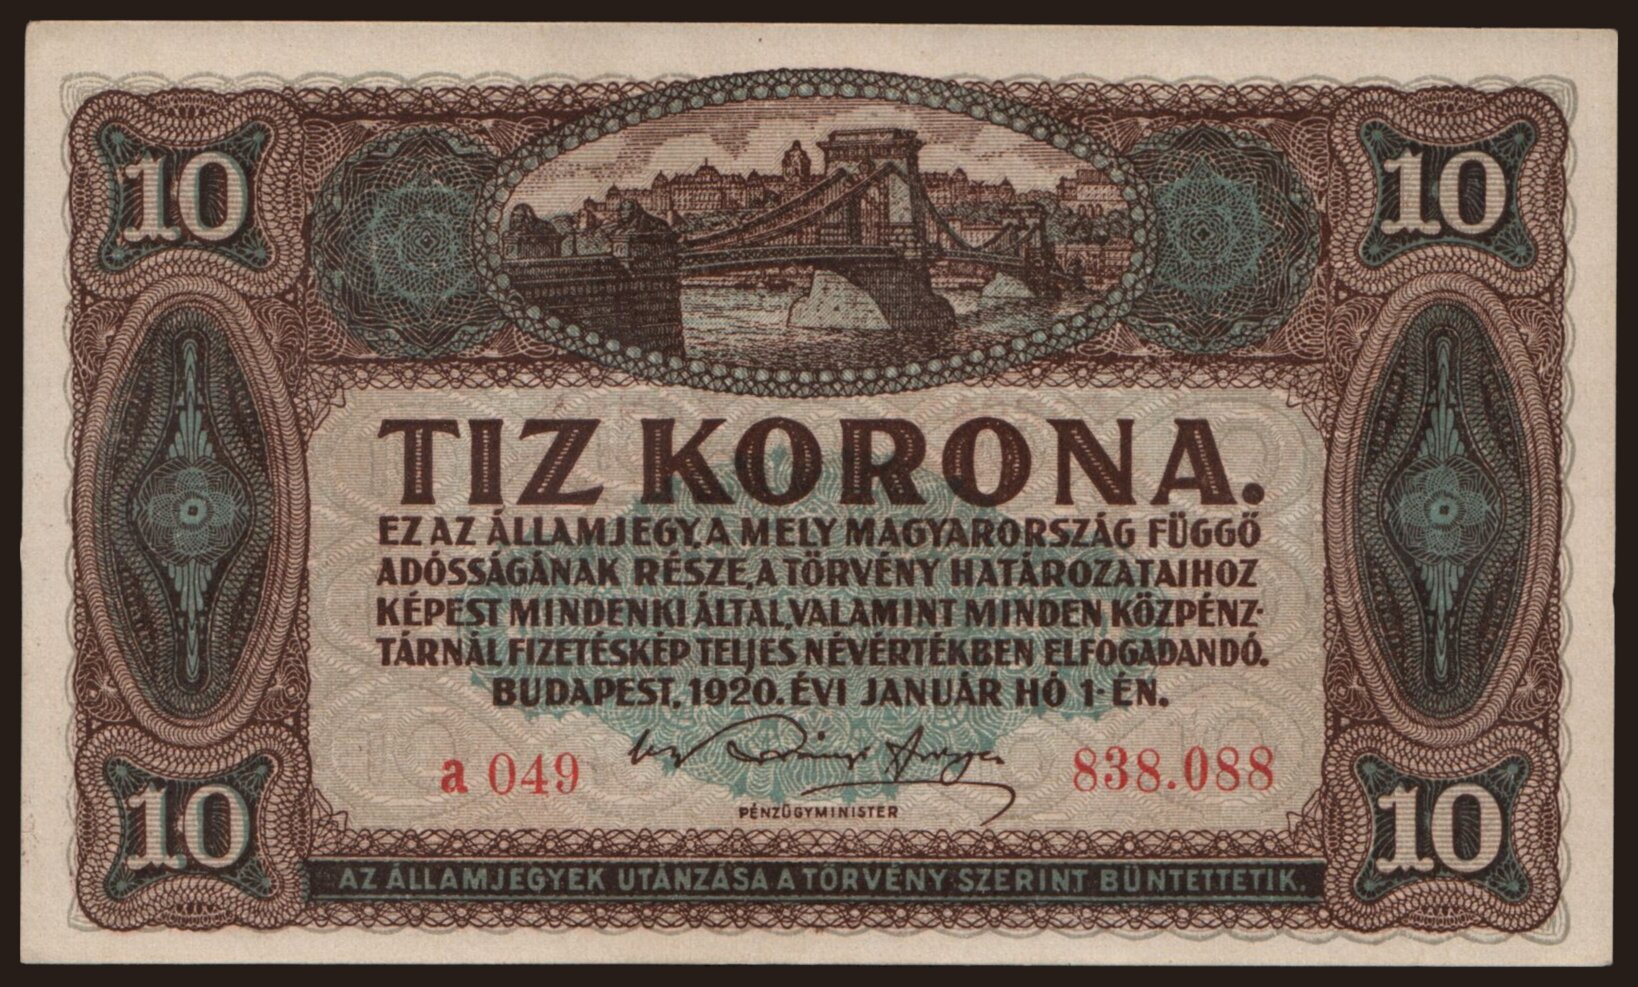 10 10
TIZ KORONA.
EZ AZ ÁLLAMJEGY, A MELY MAGYARORSZÁG FÜGGŐ
ADÓSSÁGÁNAK RÉSZE, A TÖRVÉNY HATÁROZATAIHOZ
KÉPEST MINDENKI ÁLTAL, VALAMINT MINDEN KÖZPÉNZ-
TÁRNÁL FIZETÉSKÉP TELJES NÉVÉRTÉKBEN ELFOGADANDÓ.
BUDAPEST, 1920. ÉVI JANUÁR HÓ 1-ÉN.
a 049 838.088
PÉNZÜGYMINISTER
10 10
AZ ÁLLAMJEGYEK UTÁNZÁSA A TÖRVÉNY SZERINT BÜNTETTETIK.